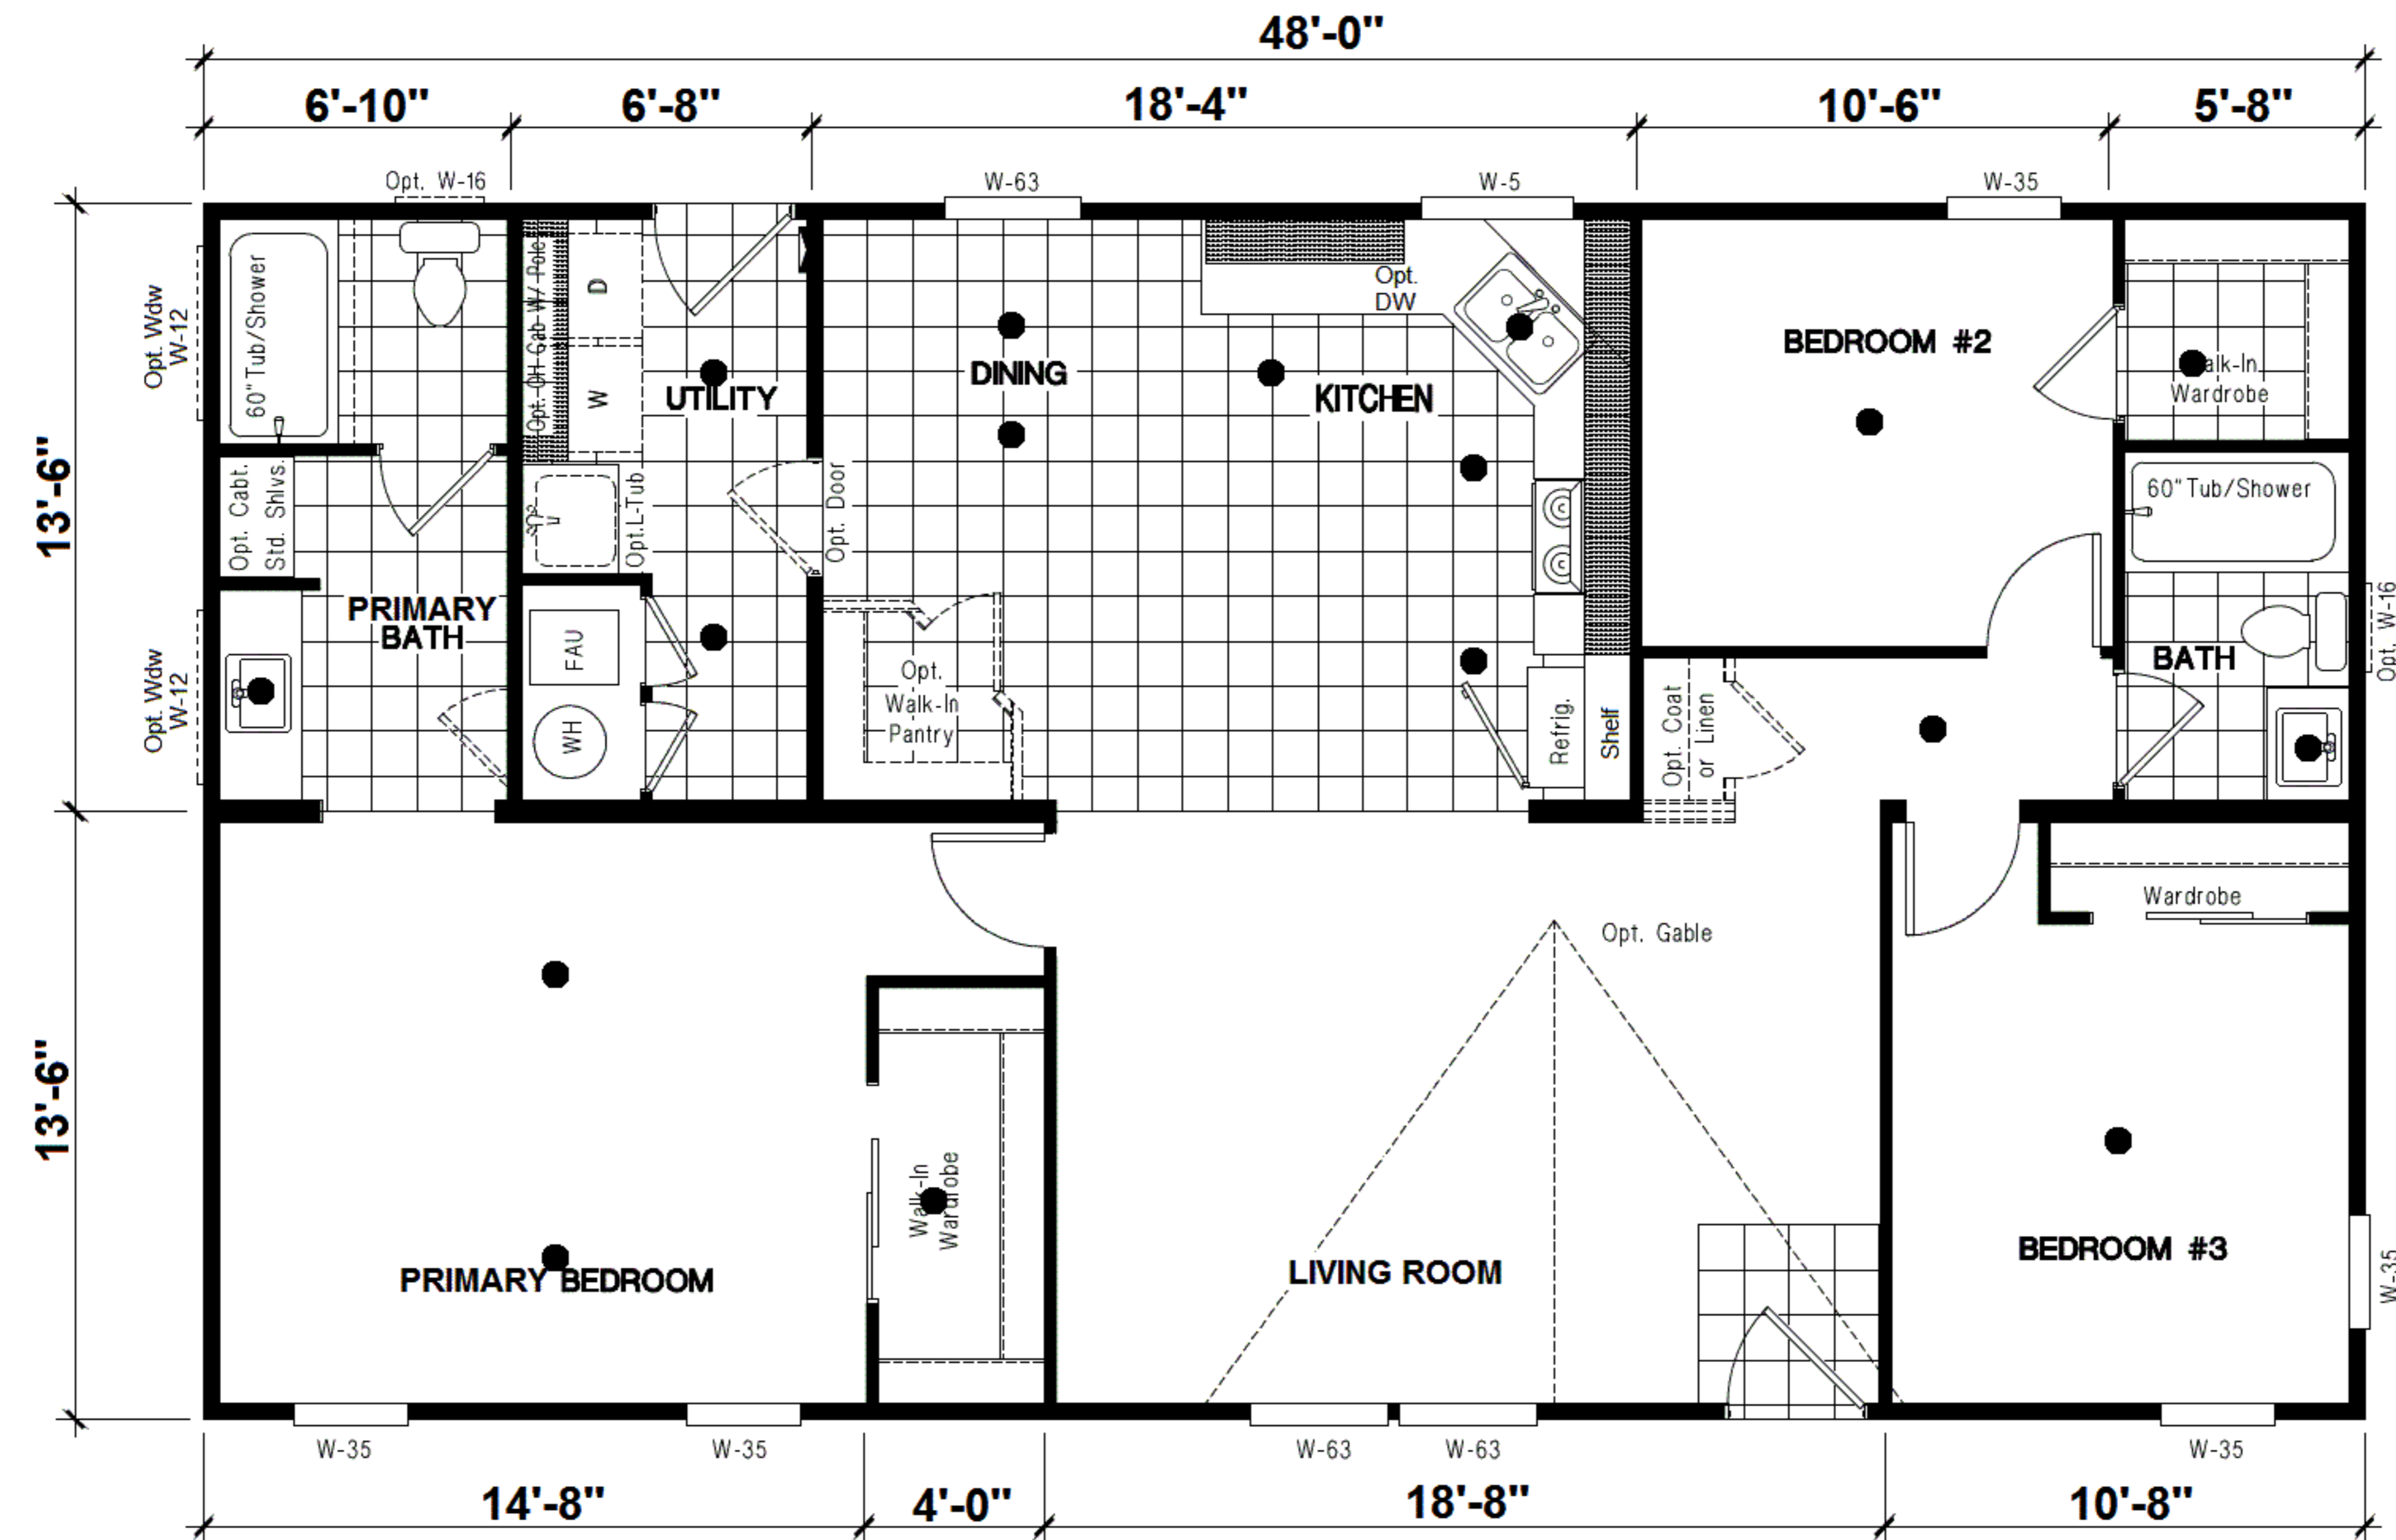 48'-0"
6'-10"
6'-8"
18'-4"
10'-6"
5'-8"
Opt. W-16
W-63
W-5
W-35
13'-6"
Opt. Wdw
W-12
60"Tub/Shower
Opt. OH Cab W/ Pole
D
W
UTILITY
DINING
Opt.
DW
KITCHEN
BEDROOM #2
Walk-In
Wardrobe
Opt. Cabt.
Std. Shlvs.
Opt.L-Tub
Opt. Door
60"Tub/Shower
PRIMARY
BATH
FAU
WH
Opt. Wdw
W-12
Opt.
Walk-In
Pantry
Refrig.
Shelf
Opt. Coat
or Linen
BATH
Opt. W-16
13'-6"
Wardrobe
Opt. Gable
Walk-In
Wardrobe
PRIMARY BEDROOM
LIVING ROOM
BEDROOM #3
W-35
W-35
W-35
W-63
W-63
W-35
14'-8"
4'-0"
18'-8"
10'-8"